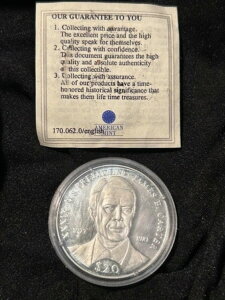 OUR GUARANTEE TO YOU
1. Collecting with advantage.
The excellent price and the high
quality speak for themselves.
2. Collecting with confidence.
This document guarantees the high
quality and absolute authenticity
of this collectible.
3. Collecting with assurance.
All of our products have a time-
honored historical significance that
makes them life time treasures.
170.062.0/english
AMERICAN
MINT
JAMES E. CARTER
$20